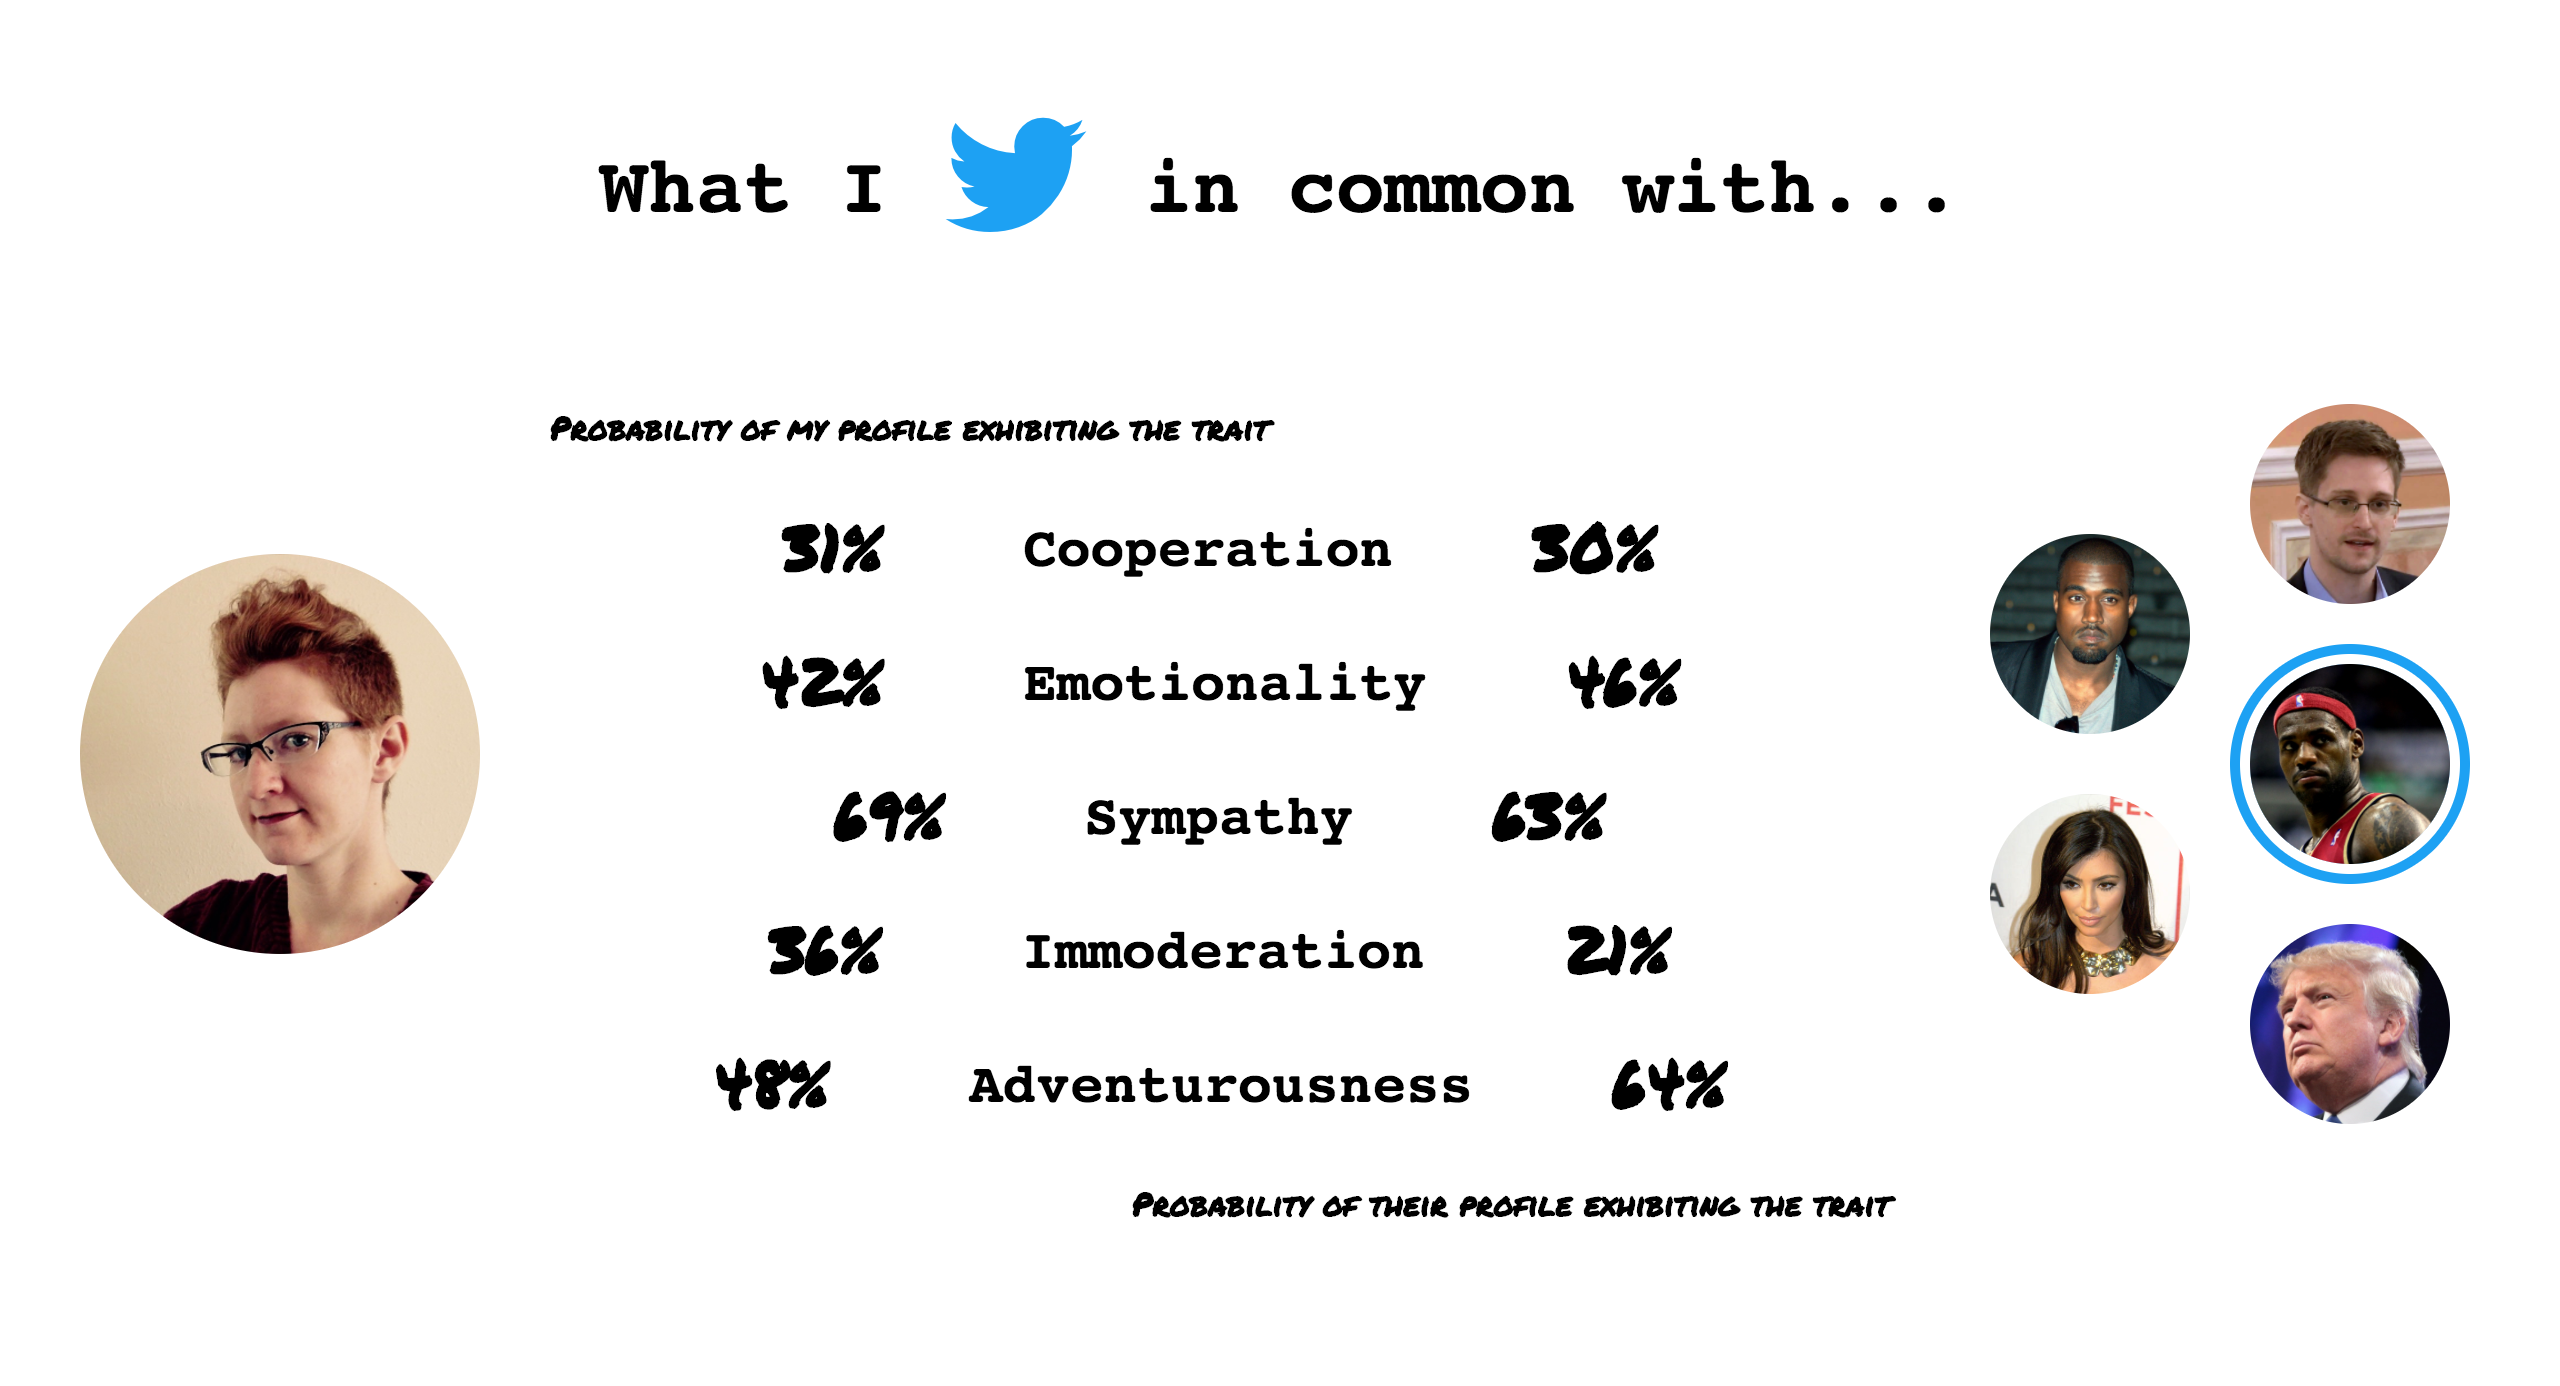 What I in common with...
Probability of my profile exhibiting the trait
31% Cooperation 30%
42% Emotionality 46%
69% Sympathy 63%
36% Immoderation 21%
48% Adventurousness 64%
Probability of their profile exhibiting the trait
FE
A